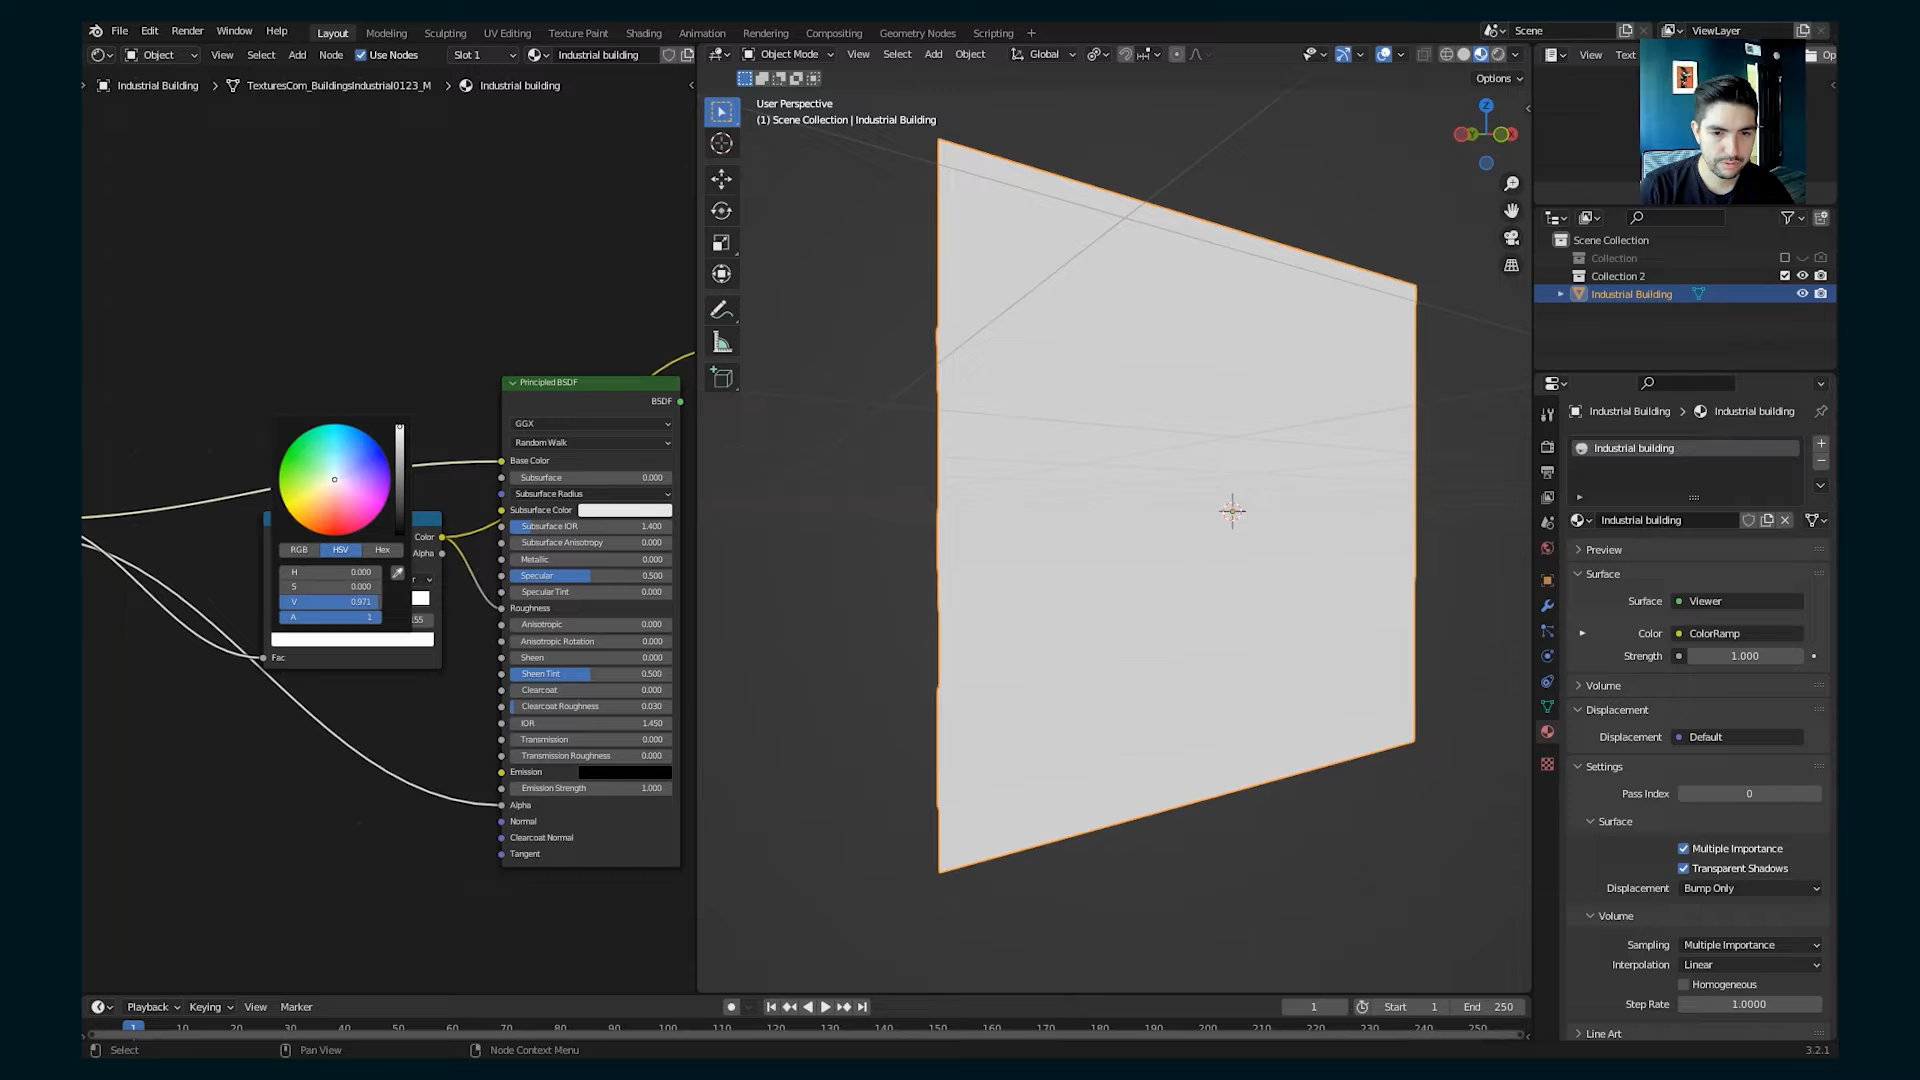 File Edit Render Window Help Layout Modeling Sculpting UV Editing Texture Paint Shading Animation Rendering Compositing Geometry Nodes Scripting + Scene ViewLayer
Object View Select Add Node Use Nodes Slot 1 Industrial building Object Mode View Select Add Object Global View Text Op
Options
Industrial Building > TexturesCom_BuildingsIndustrial0123_M > Industrial building
User Perspective
(1) Scene Collection | Industrial Building
Z
Y X
Scene Collection
Collection
Collection 2
Industrial Building
Principled BSDF
BSDF
GGX
Random Walk
Base Color
Subsurface 0.000
Subsurface Radius
Subsurface Color
Subsurface IOR 1.400
Subsurface Anisotropy 0.000
Metallic 0.000
Specular 0.500
Specular Tint 0.000
Roughness
Anisotropic 0.000
Anisotropic Rotation 0.000
Sheen 0.000
Sheen Tint 0.500
Clearcoat 0.000
Clearcoat Roughness 0.030
IOR 1.450
Transmission 0.000
Transmission Roughness 0.000
Emission
Emission Strength 1.000
Alpha
Normal
Clearcoat Normal
Tangent
Color
Alpha
RGB HSV Hex
H 0.000
S 0.000
V 0.971
A 1
r
.55
Fac
Industrial Building > Industrial building
Industrial building
Industrial building
Preview
Surface
Surface Viewer
Color ColorRamp
Strength 1.000
Volume
Displacement
Displacement Default
Settings
Pass Index 0
Surface
Multiple Importance
Transparent Shadows
Displacement Bump Only
Volume
Sampling Multiple Importance
Interpolation Linear
Homogeneous
Step Rate 1.0000
Line Art
Playback Keying View Marker 1 Start 1 End 250
1 10 20 30 40 50 60 70 80 90 100 110 120 130 140 150 160 170 180 190 200 210 220 230 240 250
Select Pan View Node Context Menu 3.2.1